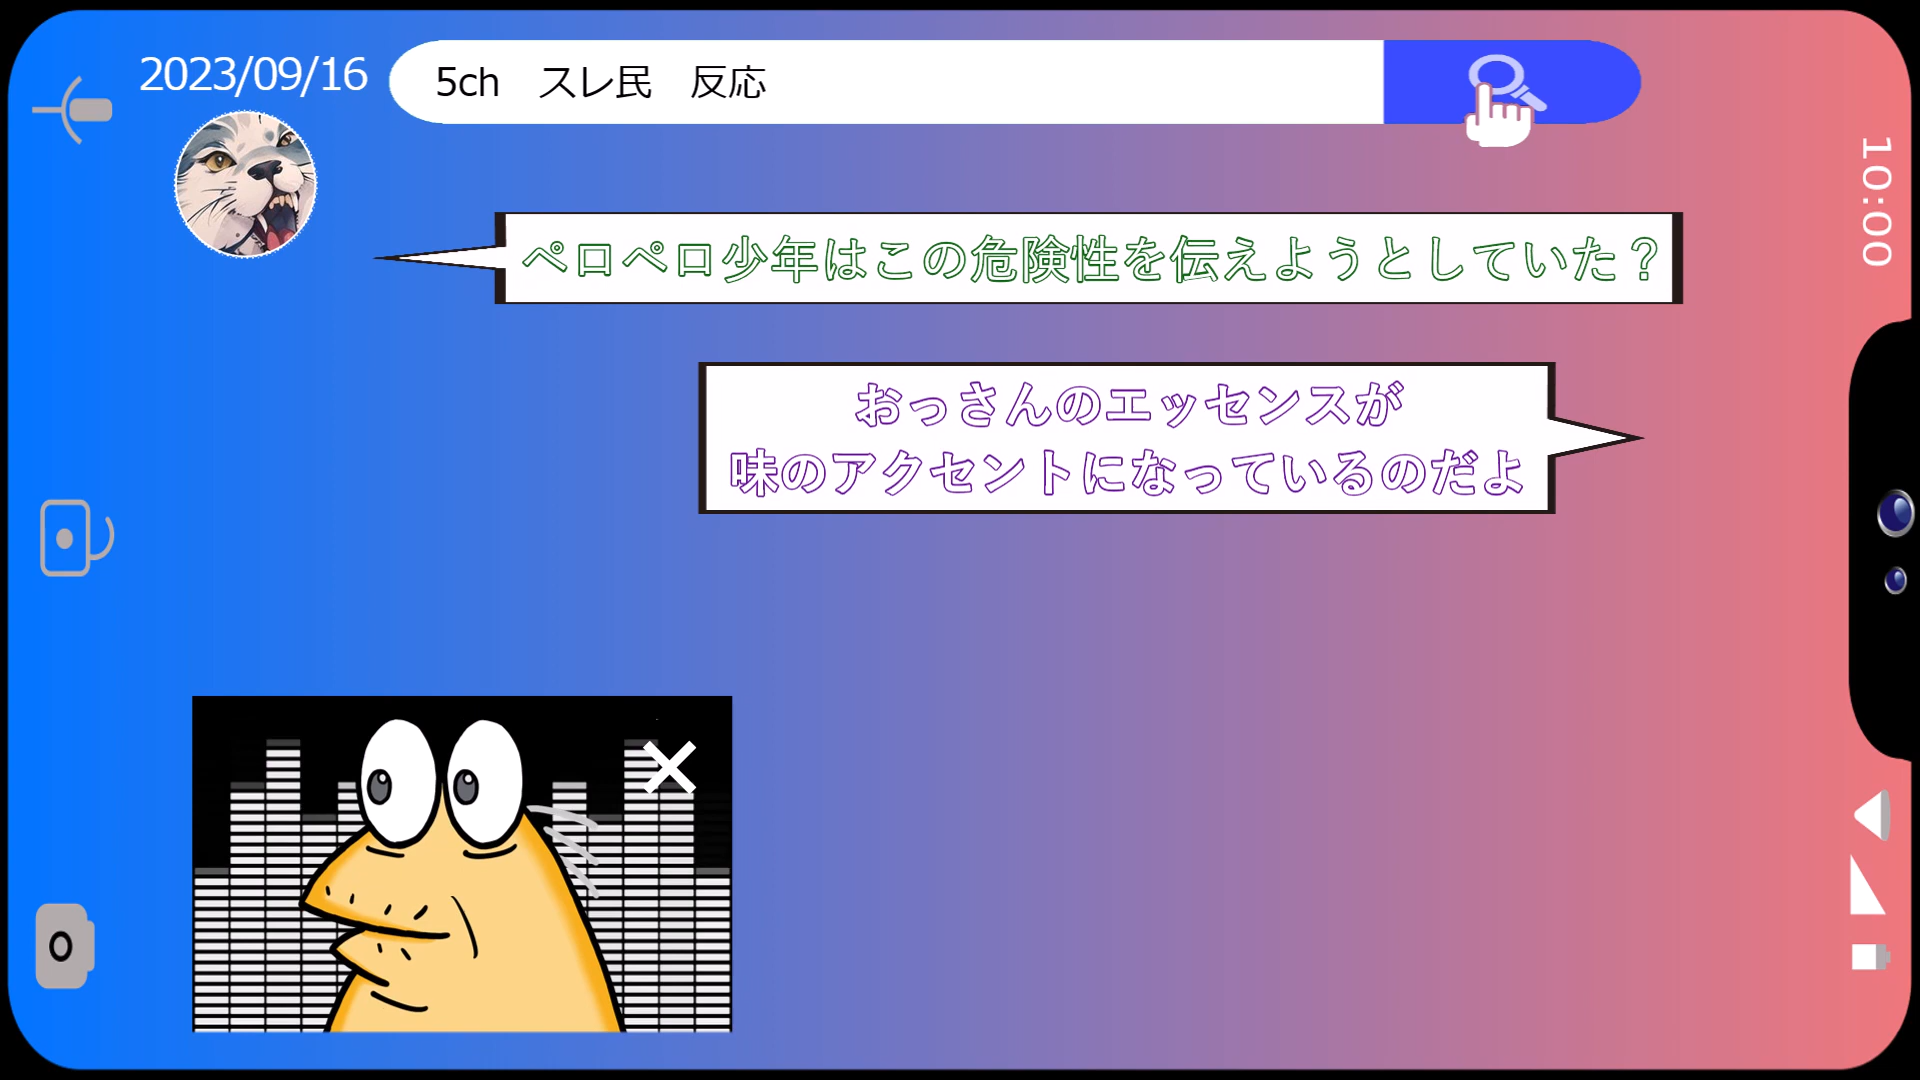 2023/09/16
5ch　スレ民　反応
10:00
ペロペロ少年はこの危険性を伝えようとしていた？
おっさんのエッセンスが
味のアクセントになっているのだよ